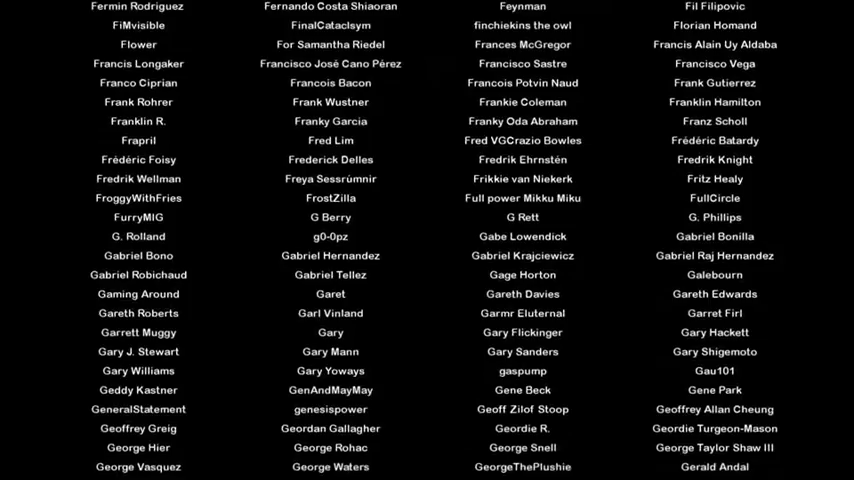 Fermin Rodriguez Fernando Costa Shiaoran Feynman Fil Filipovic
FiMvisible FinalCataclsym finchiekins the owl Florian Homand
Flower For Samantha Riedel Frances McGregor Francis Alain Uy Aldaba
Francis Longaker Francisco José Cano Pérez Francisco Sastre Francisco Vega
Franco Ciprian Francois Bacon Francois Potvin Naud Frank Gutierrez
Frank Rohrer Frank Wustner Frankie Coleman Franklin Hamilton
Franklin R. Franky Garcia Franky Oda Abraham Franz Scholl
Frapril Fred Lim Fred VGCrazio Bowles Frédéric Batardy
Frédéric Foisy Frederick Delles Fredrik Ehrnstén Fredrik Knight
Fredrik Wellman Freya Sessrúmnir Frikkie van Niekerk Fritz Healy
FroggyWithFries FrostZilla Full power Mikku Miku FullCircle
FurryMIG G Berry G Rett G. Phillips
G. Rolland g0-0pz Gabe Lowendick Gabriel Bonilla
Gabriel Bono Gabriel Hernandez Gabriel Krajciewicz Gabriel Raj Hernandez
Gabriel Robichaud Gabriel Tellez Gage Horton Galebourn
Gaming Around Garet Gareth Davies Gareth Edwards
Gareth Roberts Garl Vinland Garmr Eluternal Garret Firl
Garrett Muggy Gary Gary Flickinger Gary Hackett
Gary J. Stewart Gary Mann Gary Sanders Gary Shigemoto
Gary Williams Gary Yoways gaspump Gau101
Geddy Kastner GenAndMayMay Gene Beck Gene Park
GeneralStatement genesispower Geoff Zilof Stoop Geoffrey Allan Cheung
Geoffrey Greig Geordan Gallagher Geordie R. Geordie Turgeon-Mason
George Hier George Rohac George Snell George Taylor Shaw III
George Vasquez George Waters GeorgeThePlushie Gerald Andal